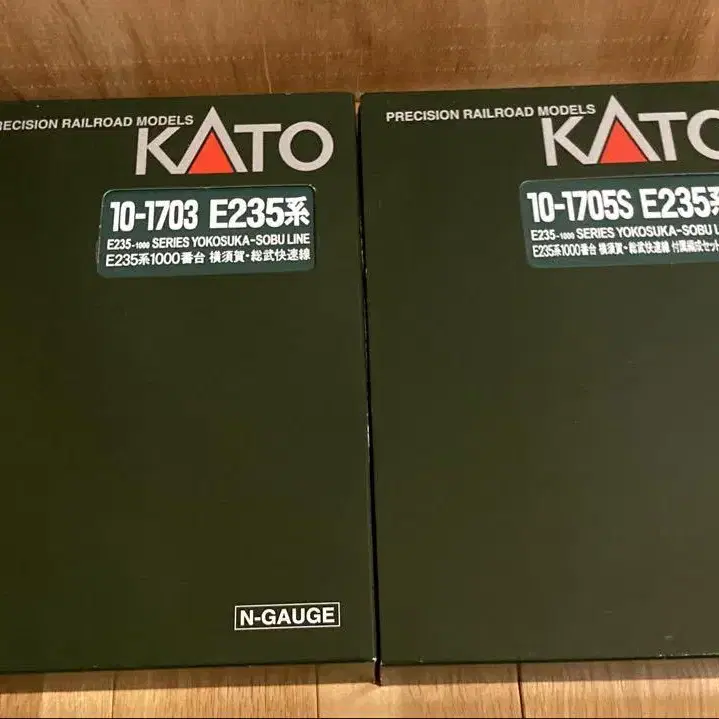 RECISION RAILROAD MODELS
KATO
10-1703 E235系
E235-1000 SERIES YOKOSUKA-SOBU LINE
E235系1000番台 横須賀・総武快速線
N-GAUGE
PRECISION RAILROAD MODELS
KATO
10-1705S E235系
E235-1000 SERIES YOKOSUKA-SOBU L
E235系1000番台 横須賀・総武快速線 付属編成セット